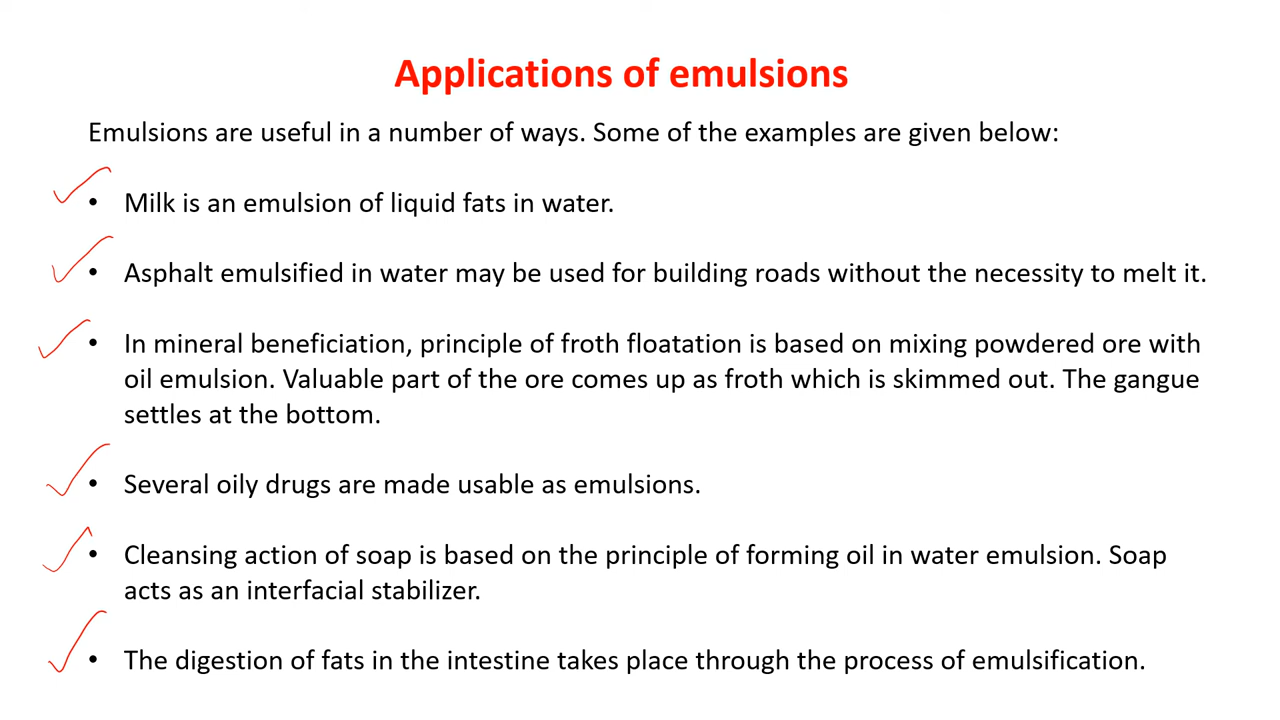 Applications of emulsions
Emulsions are useful in a number of ways. Some of the examples are given below:
• Milk is an emulsion of liquid fats in water.
• Asphalt emulsified in water may be used for building roads without the necessity to melt it.
• In mineral beneficiation, principle of froth floatation is based on mixing powdered ore with
oil emulsion. Valuable part of the ore comes up as froth which is skimmed out. The gangue
settles at the bottom.
• Several oily drugs are made usable as emulsions.
• Cleansing action of soap is based on the principle of forming oil in water emulsion. Soap
acts as an interfacial stabilizer.
• The digestion of fats in the intestine takes place through the process of emulsification.